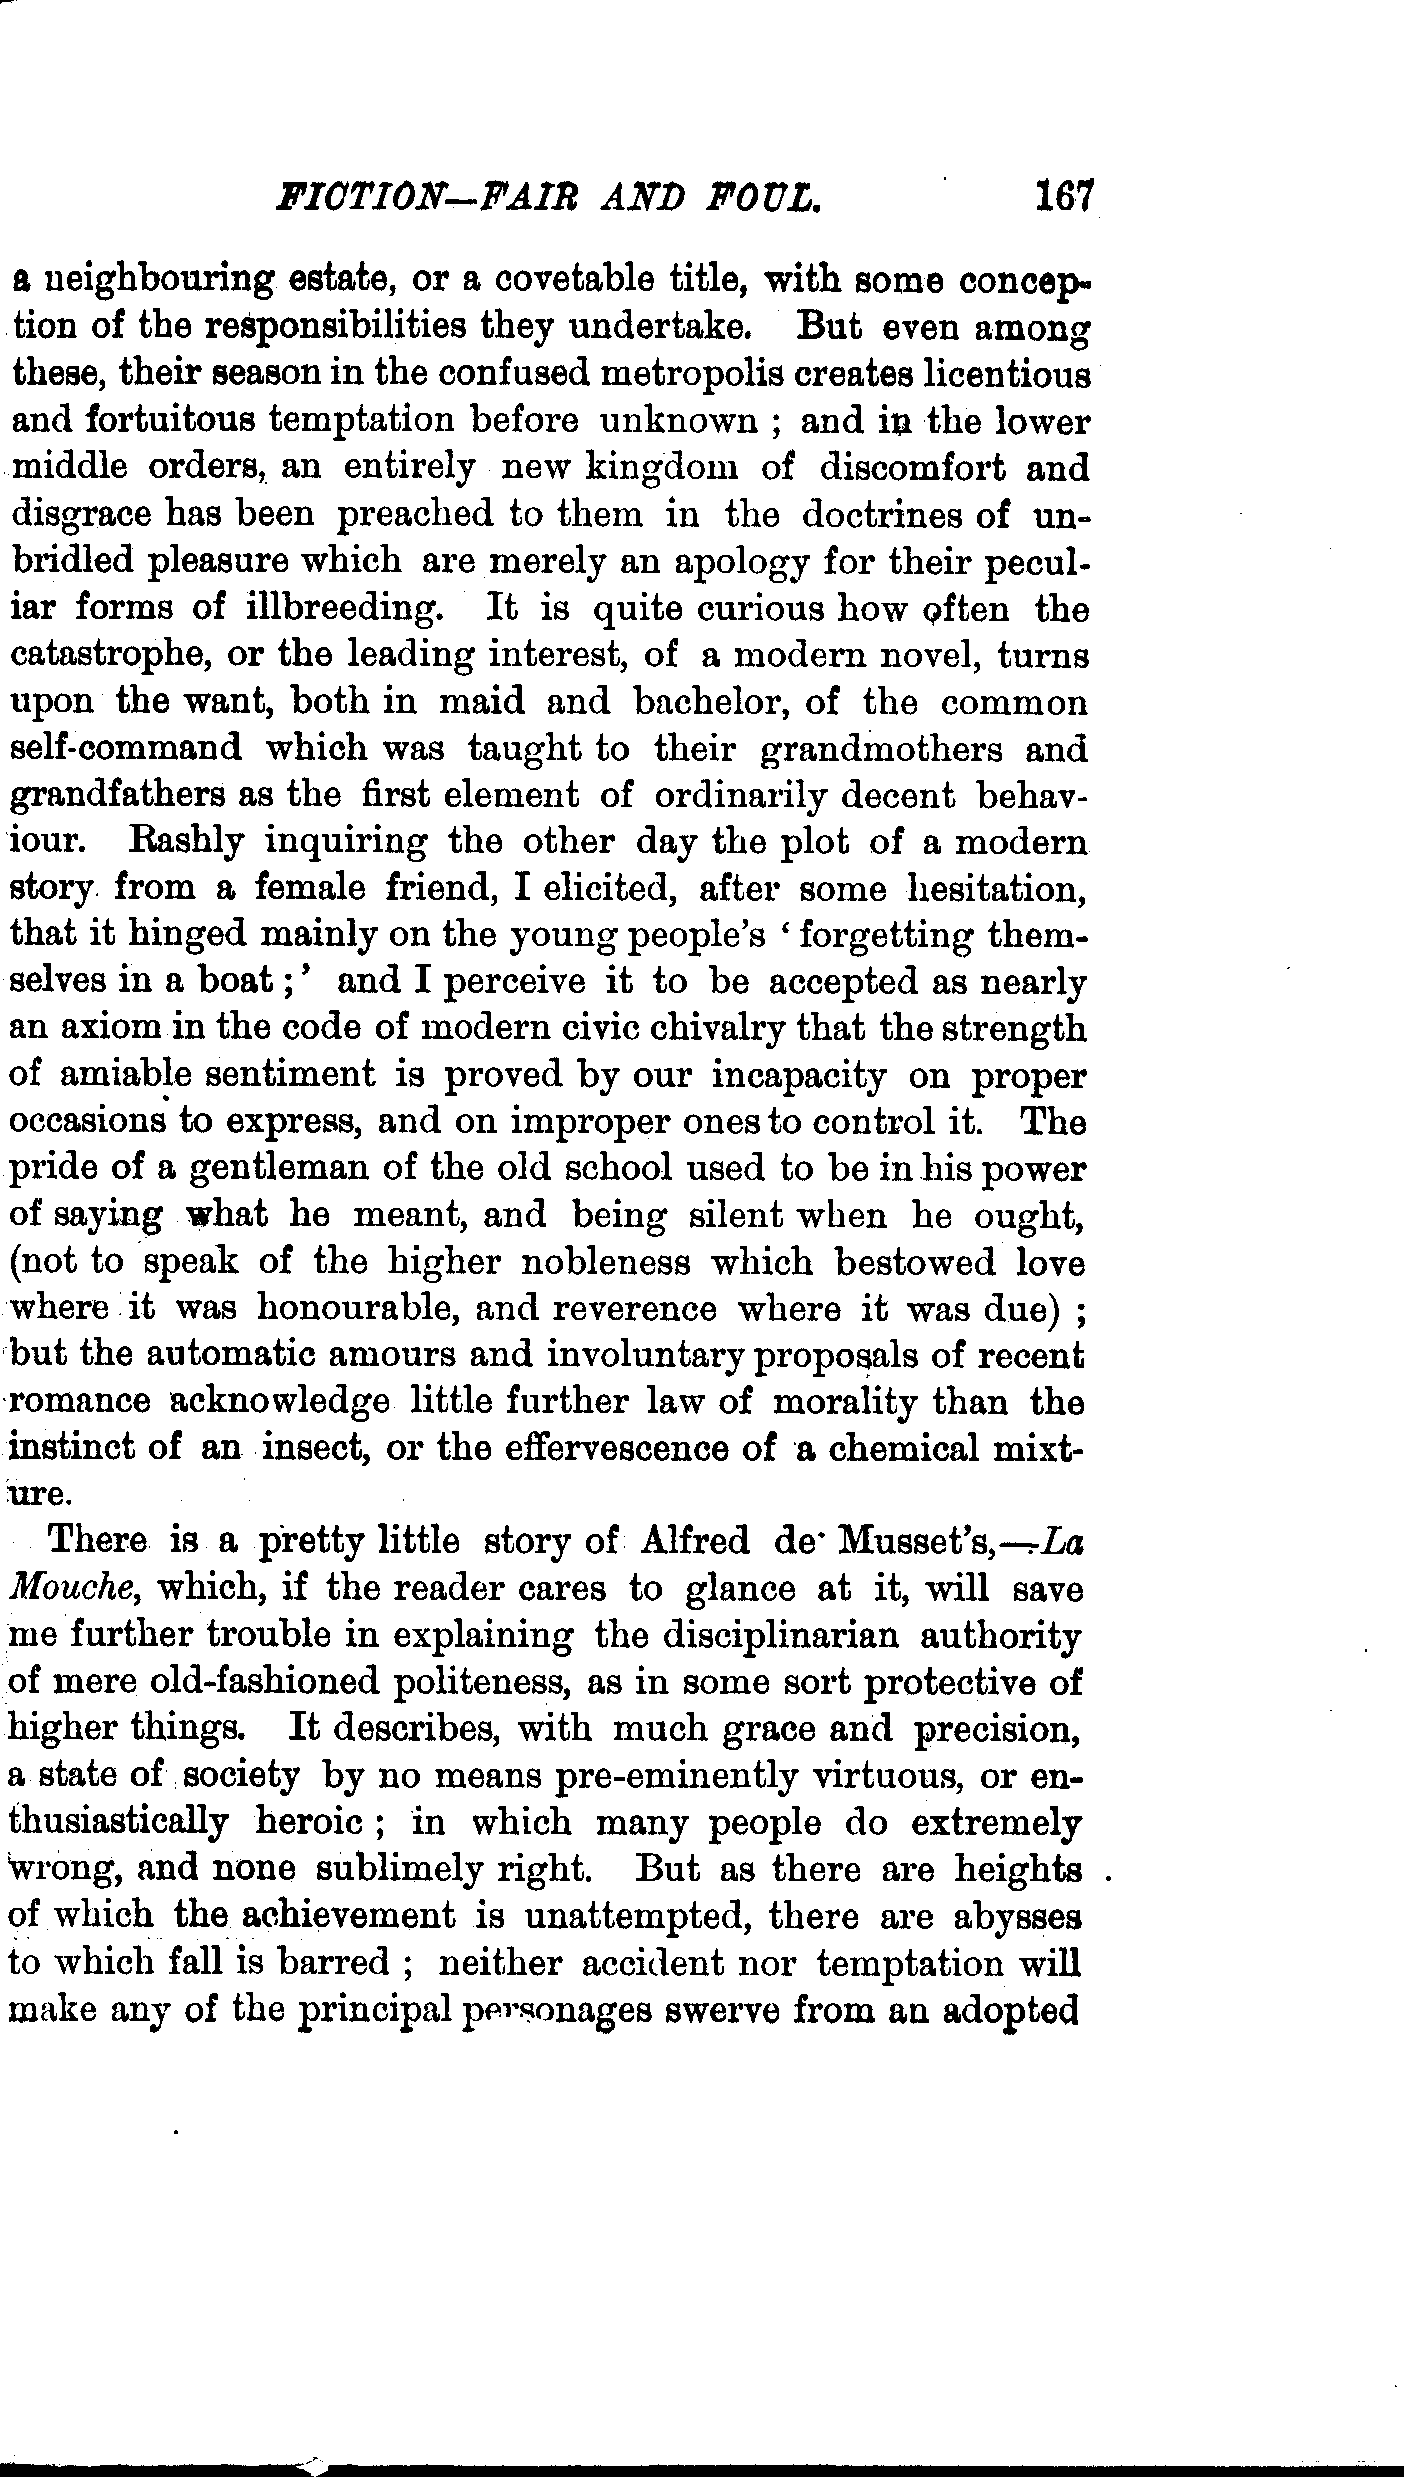 FICTION—FAIR AND FOUL. 167
a neighbouring estate, or a covetable title, with some concep-
tion of the responsibilities they undertake. But even among
these, their season in the confused metropolis creates licentious
and fortuitous temptation before unknown ; and in the lower
middle orders, an entirely new kingdom of discomfort and
disgrace has been preached to them in the doctrines of un-
bridled pleasure which are merely an apology for their pecul-
iar forms of illbreeding. It is quite curious how often the
catastrophe, or the leading interest, of a modern novel, turns
upon the want, both in maid and bachelor, of the common
self-command which was taught to their grandmothers and
grandfathers as the first element of ordinarily decent behav-
iour. Rashly inquiring the other day the plot of a modern
story from a female friend, I elicited, after some hesitation,
that it hinged mainly on the young people's ‘ forgetting them-
selves in a boat ;’ and I perceive it to be accepted as nearly
an axiom in the code of modern civic chivalry that the strength
of amiable sentiment is proved by our incapacity on proper
occasions to express, and on improper ones to control it. The
pride of a gentleman of the old school used to be in his power
of saying what he meant, and being silent when he ought,
(not to speak of the higher nobleness which bestowed love
where it was honourable, and reverence where it was due) ;
but the automatic amours and involuntary proposals of recent
romance acknowledge little further law of morality than the
instinct of an insect, or the effervescence of a chemical mixt-
ure.
There is a pretty little story of Alfred de Musset's,—La
Mouche, which, if the reader cares to glance at it, will save
me further trouble in explaining the disciplinarian authority
of mere old-fashioned politeness, as in some sort protective of
higher things. It describes, with much grace and precision,
a state of society by no means pre-eminently virtuous, or en-
thusiastically heroic ; in which many people do extremely
wrong, and none sublimely right. But as there are heights
of which the achievement is unattempted, there are abysses
to which fall is barred ; neither accident nor temptation will
make any of the principal personages swerve from an adopted